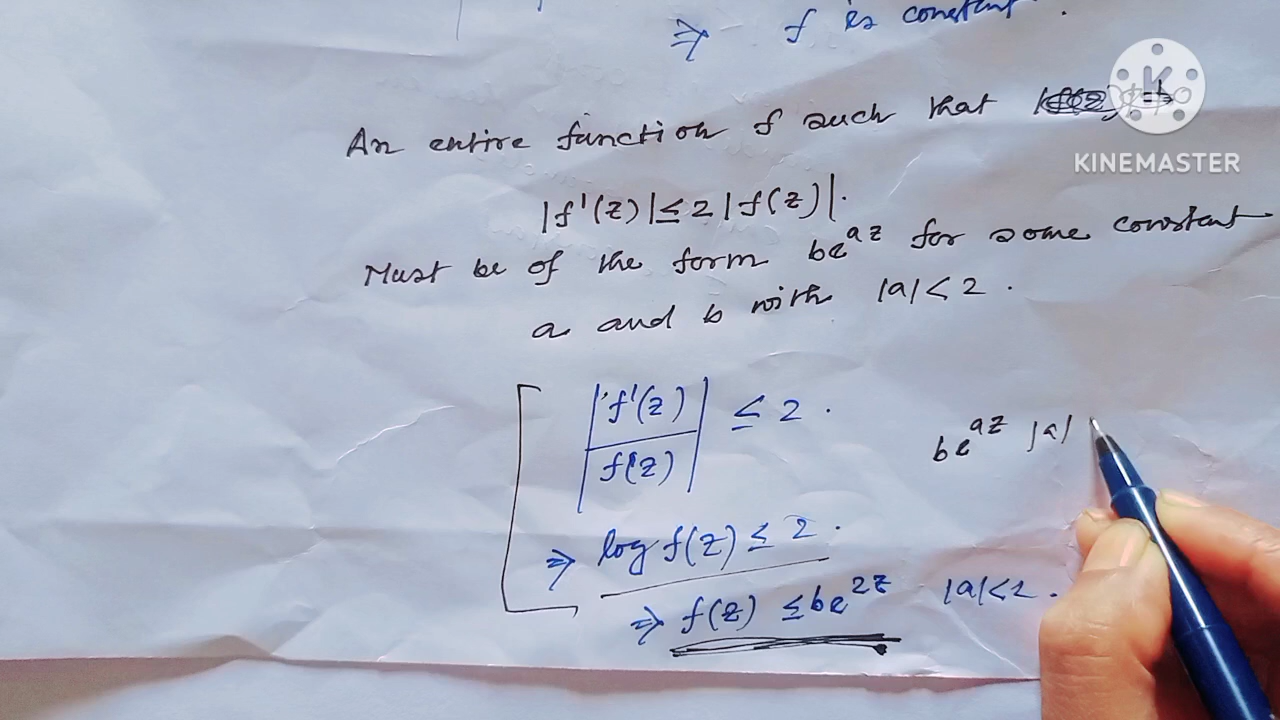 ⇒ f is constant.
An entire function f such that
|f'(z)| ≤ 2|f(z)|.
Must be of the form be^{az} for some constant
a and b with |a| < 2.
|f'(z)/f(z)| ≤ 2.
be^{az} |a|
⇒ log f(z) ≤ 2.
⇒ f(z) ≤ be^{2z} |a|<2.
KINEMASTER